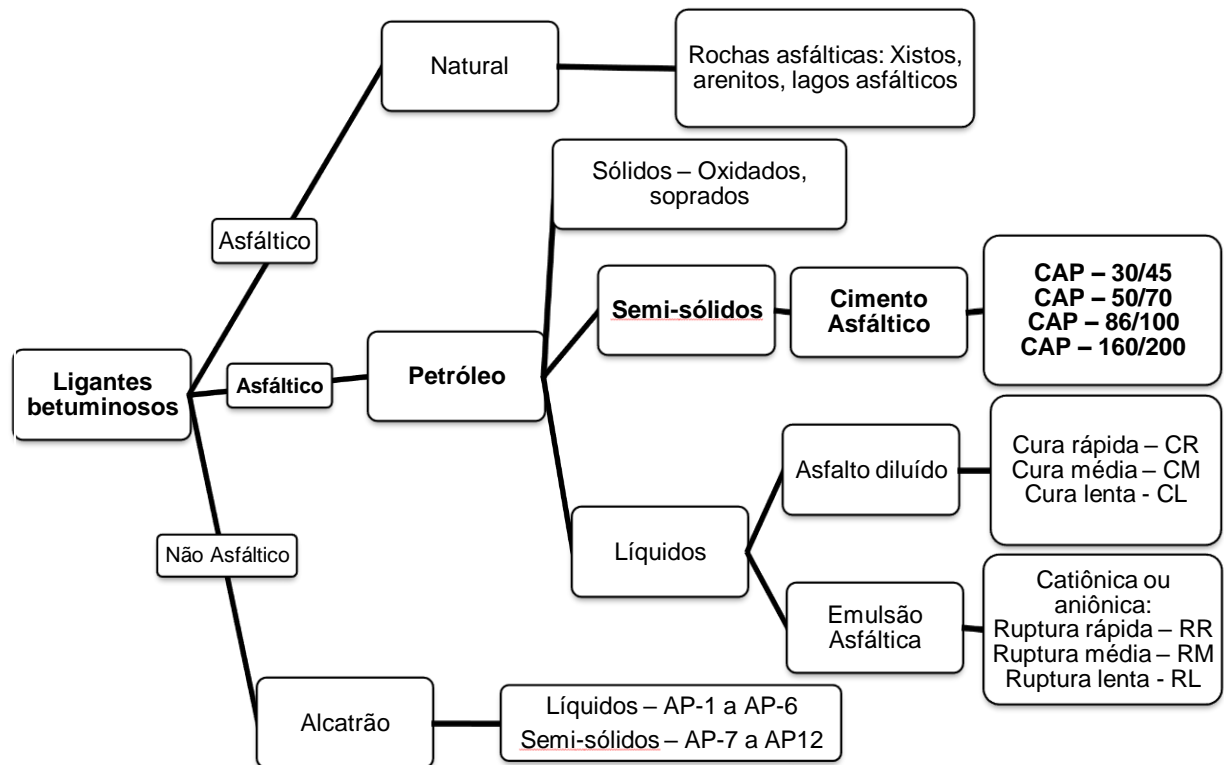 Natural
Rochas asfálticas: Xistos,
arenitos, lagos asfálticos
Sólidos – Oxidados,
soprados
Asfáltico
Semi-sólidos
Cimento
Asfáltico
CAP – 30/45
CAP – 50/70
CAP – 86/100
CAP – 160/200
Ligantes
betuminosos
Asfáltico
Petróleo
Asfalto diluído
Cura rápida – CR
Cura média – CM
Cura lenta - CL
Não Asfáltico
Líquidos
Emulsão
Asfáltica
Catiônica ou
aniônica:
Ruptura rápida – RR
Ruptura média – RM
Ruptura lenta - RL
Alcatrão
Líquidos – AP-1 a AP-6
Semi-sólidos – AP-7 a AP12